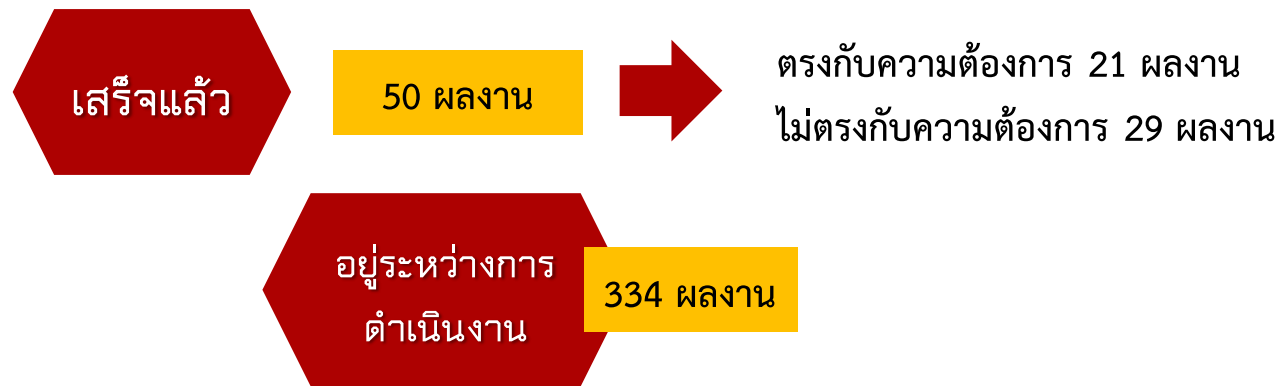 เสร็จแล้ว
50 ผลงาน
ตรงกับความต้องการ 21 ผลงาน
ไม่ตรงกับความต้องการ 29 ผลงาน
อยู่ระหว่างการ
ดำเนินงาน
334 ผลงาน